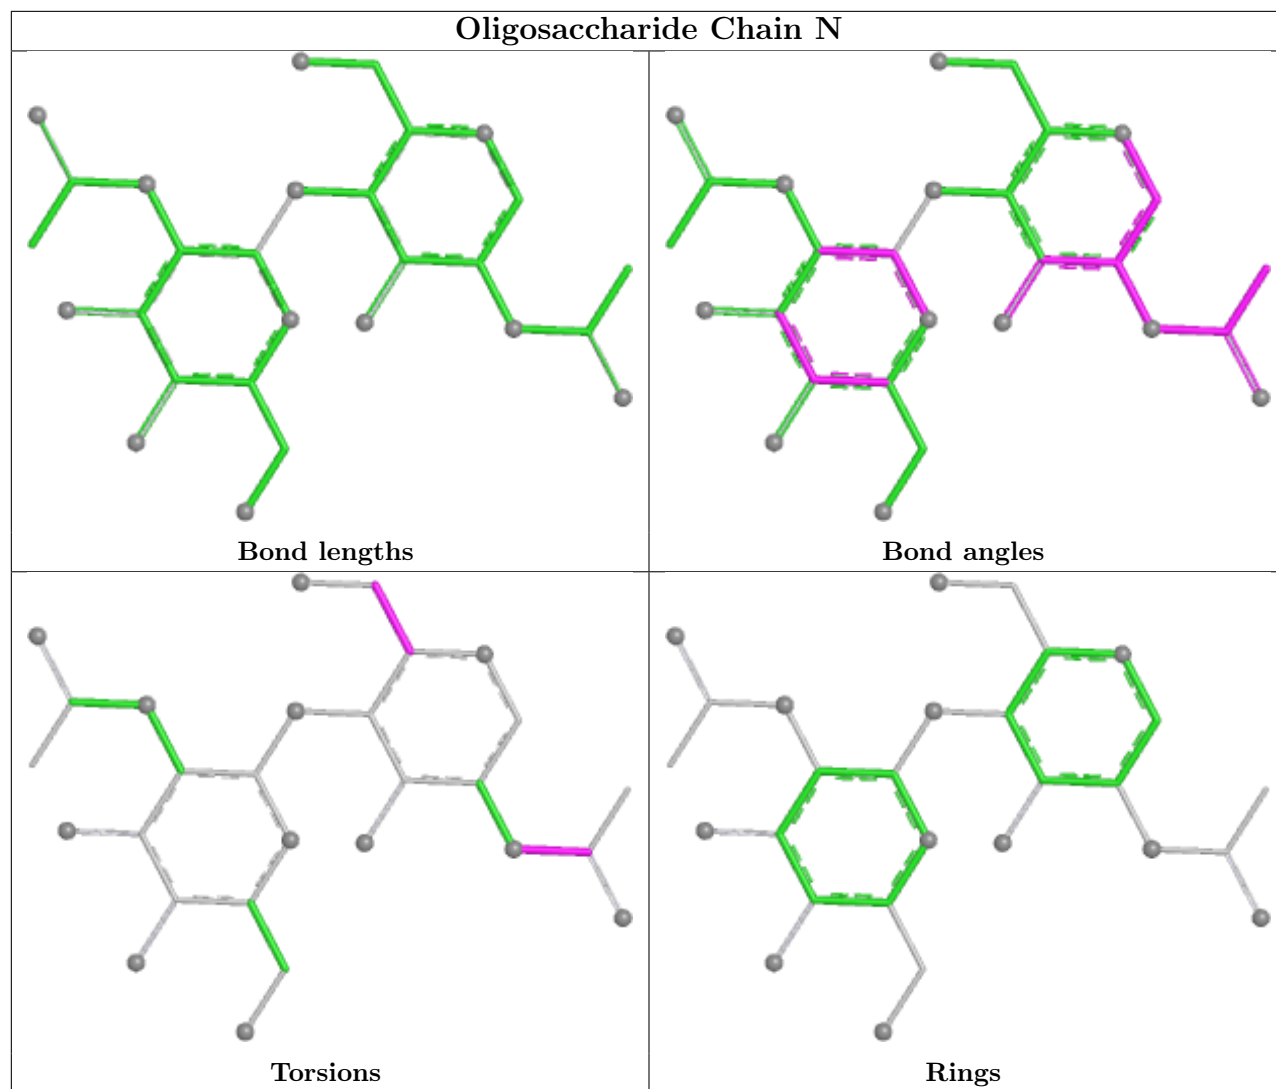 Oligosaccharide Chain N
Bond lengths
Bond angles
Torsions
Rings